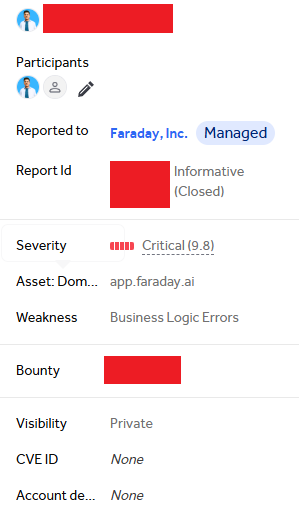 Participants
Reported to Faraday, Inc. Managed
Report Id Informative
(Closed)
Severity Critical (9.8)
Asset: Dom... app.faraday.ai
Weakness Business Logic Errors
Bounty
Visibility Private
CVE ID None
Account de... None